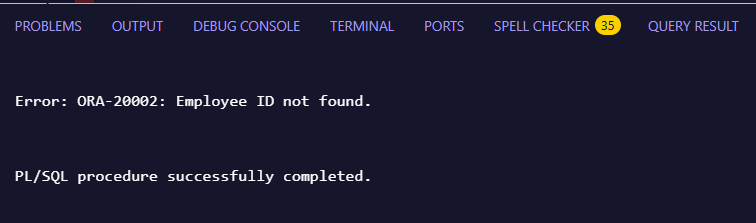 PROBLEMS OUTPUT DEBUG CONSOLE TERMINAL PORTS SPELL CHECKER 35 QUERY RESULT
Error: ORA-20002: Employee ID not found.
PL/SQL procedure successfully completed.